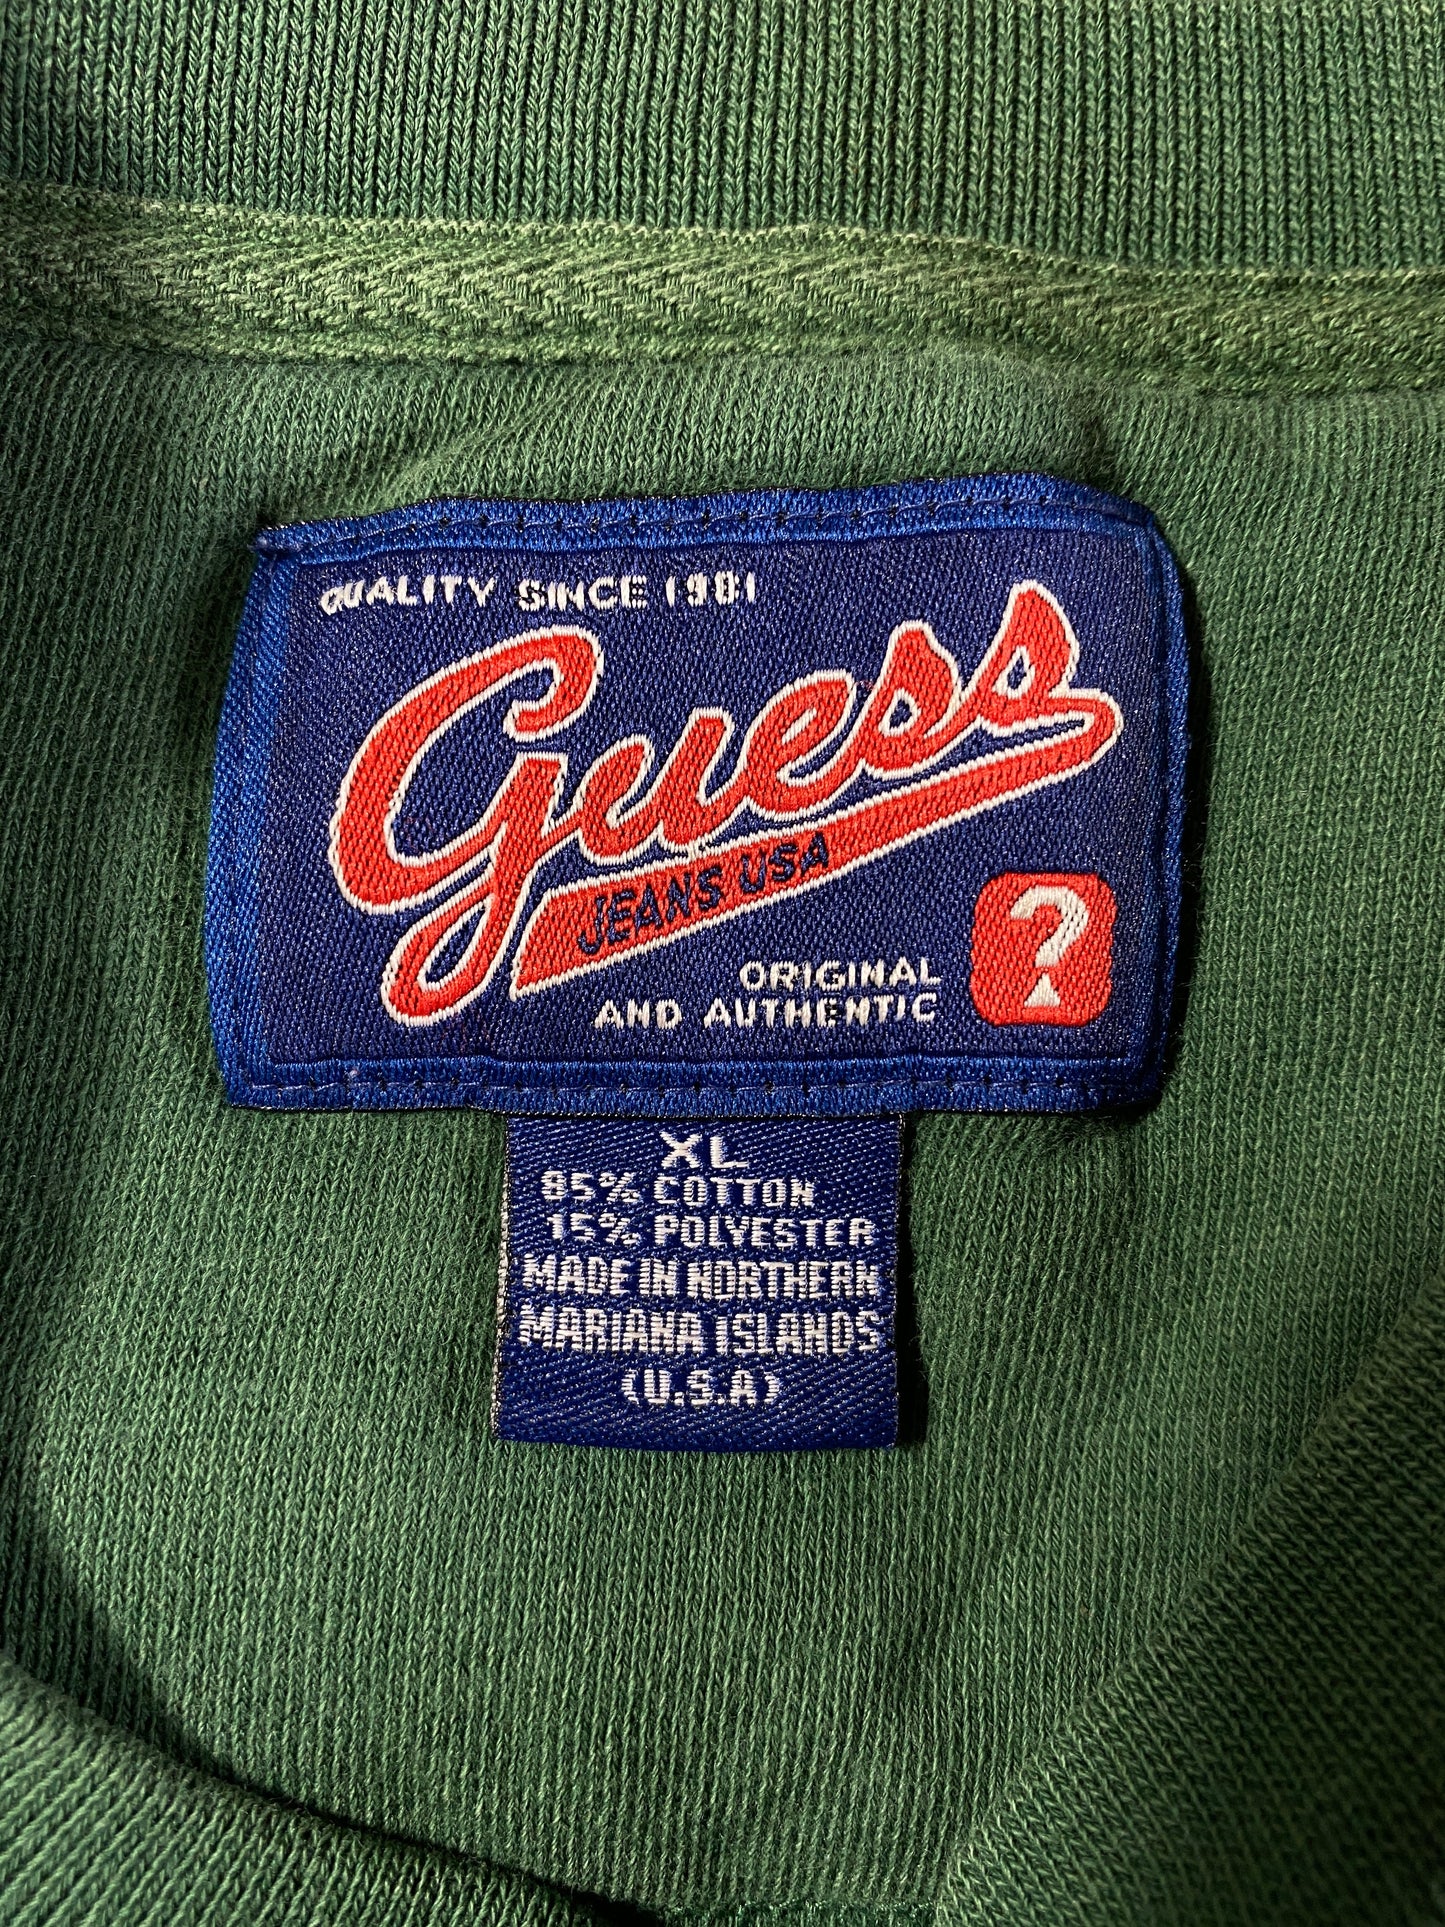 QUALITY SINCE 1981
Guess
JEANS USA
ORIGINAL
AND AUTHENTIC
?
XL
85% COTTON
15% POLYESTER
MADE IN NORTHERN
MARIANA ISLANDS
(U.S.A)